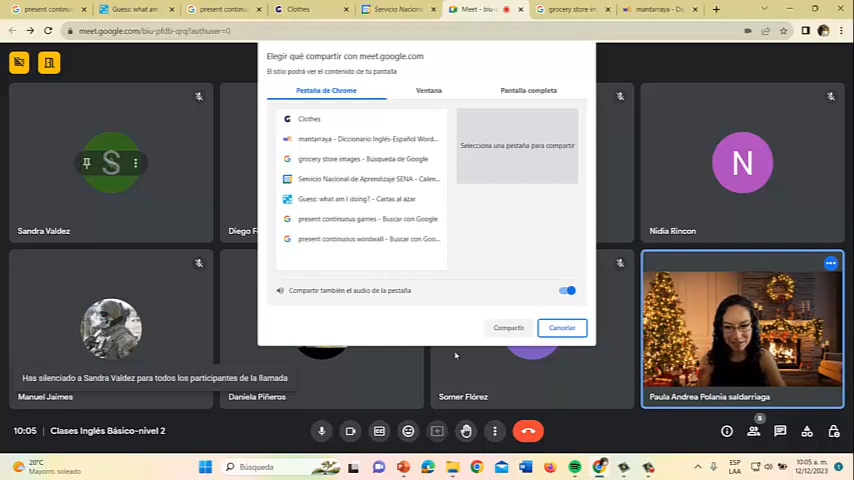 present continuo
Guess: what am i
present continu
Clothes
Servicio Nacional
Meet - biu-
grocery store im
mantarraya - Dic
meet.google.com/biu-pfdb-qrq?authuser=0
Elegir qué compartir con meet.google.com
El sitio podrá ver el contenido de tu pantalla
Pestaña de Chrome
Ventana
Pantalla completa
Clothes
mantarraya - Diccionario Inglés-Español Word...
grocery store images - Búsqueda de Google
Servicio Nacional de Aprendizaje SENA - Calen...
Guess: what am I doing? - Cartas al azar
present continuous games - Buscar con Google
present continuous wordwall - Buscar con Goo...
Selecciona una pestaña para compartir
Compartir también el audio de la pestaña
Compartir
Cancelar
S
N
Sandra Valdez
Diego F
Nidia Rincon
Has silenciado a Sandra Valdez para todos los participantes de la llamada
Manuel Jaimes
Daniela Piñeros
Somer Flórez
Paula Andrea Polania saldarriaga
10:05
Clases Inglés Básico-nivel 2
8
20°C
Mayorm. soleado
Búsqueda
ESP
LAA
10:05 a. m.
12/12/2023